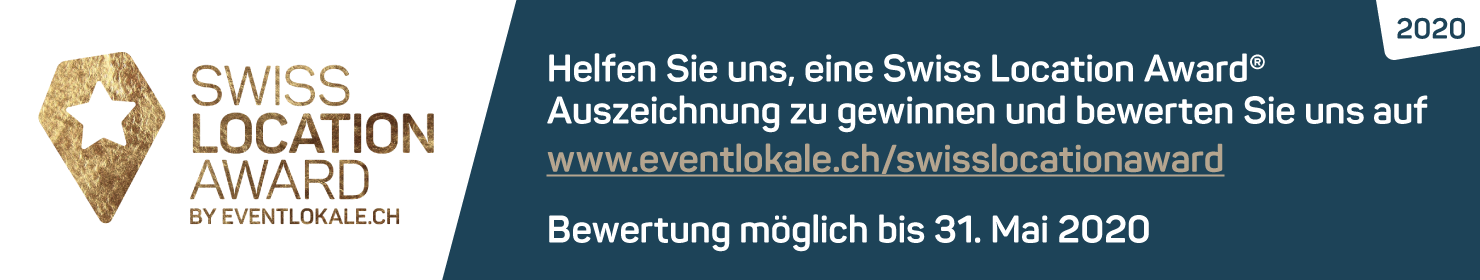 SWISS
LOCATION
AWARD
BY EVENTLOKALE.CH
2020
Helfen Sie uns, eine Swiss Location Award®
Auszeichnung zu gewinnen und bewerten Sie uns auf
www.eventlokale.ch/swisslocationaward
Bewertung möglich bis 31. Mai 2020